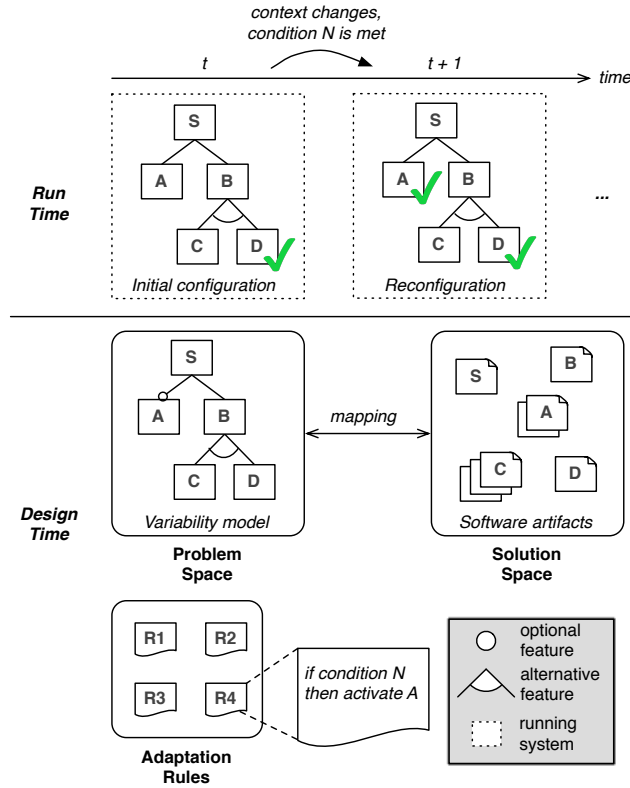 context changes,
condition N is met
t
t + 1
time
S
A
B
C
D
Initial configuration
S
A
B
C
D
Reconfiguration
Run
Time
...
S
A
B
C
D
Variability model
Problem
Space
mapping
S
B
A
C
D
Software artifacts
Solution
Space
Design
Time
R1
R2
R3
R4
Adaptation
Rules
if condition N
then activate A
optional
feature
alternative
feature
running
system